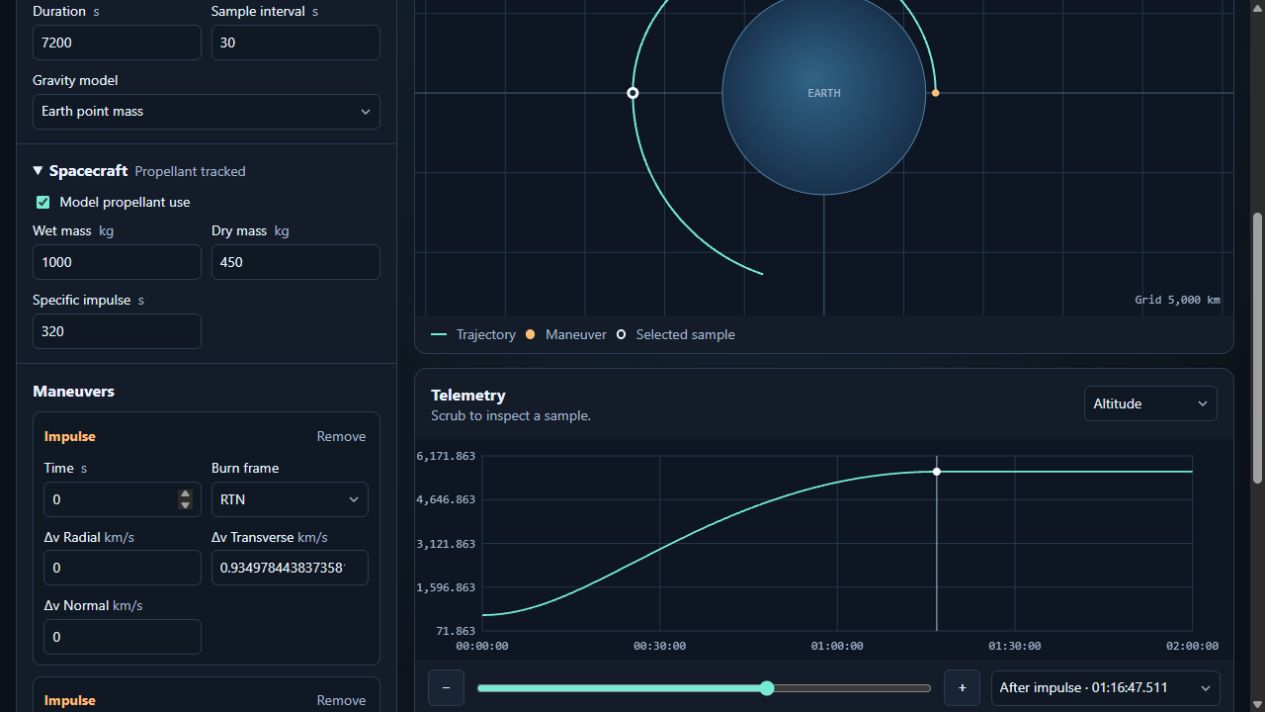 Duration s
Sample interval s
7200
30
Gravity model
Earth point mass
Spacecraft Propellant tracked
Model propellant use
Wet mass kg
Dry mass kg
1000
450
Specific impulse s
320
Maneuvers
Impulse
Remove
Time s
Burn frame
0
RTN
Δv Radial km/s
Δv Transverse km/s
0
0.934978443837358
Δv Normal km/s
0
Impulse
Remove
EARTH
Grid 5,000 km
Trajectory
Maneuver
Selected sample
Telemetry
Scrub to inspect a sample.
Altitude
6,171.863
4,646.863
3,121.863
1,596.863
71.863
00:00:00
00:30:00
01:00:00
01:30:00
02:00:00
−
+
After impulse · 01:16:47.511